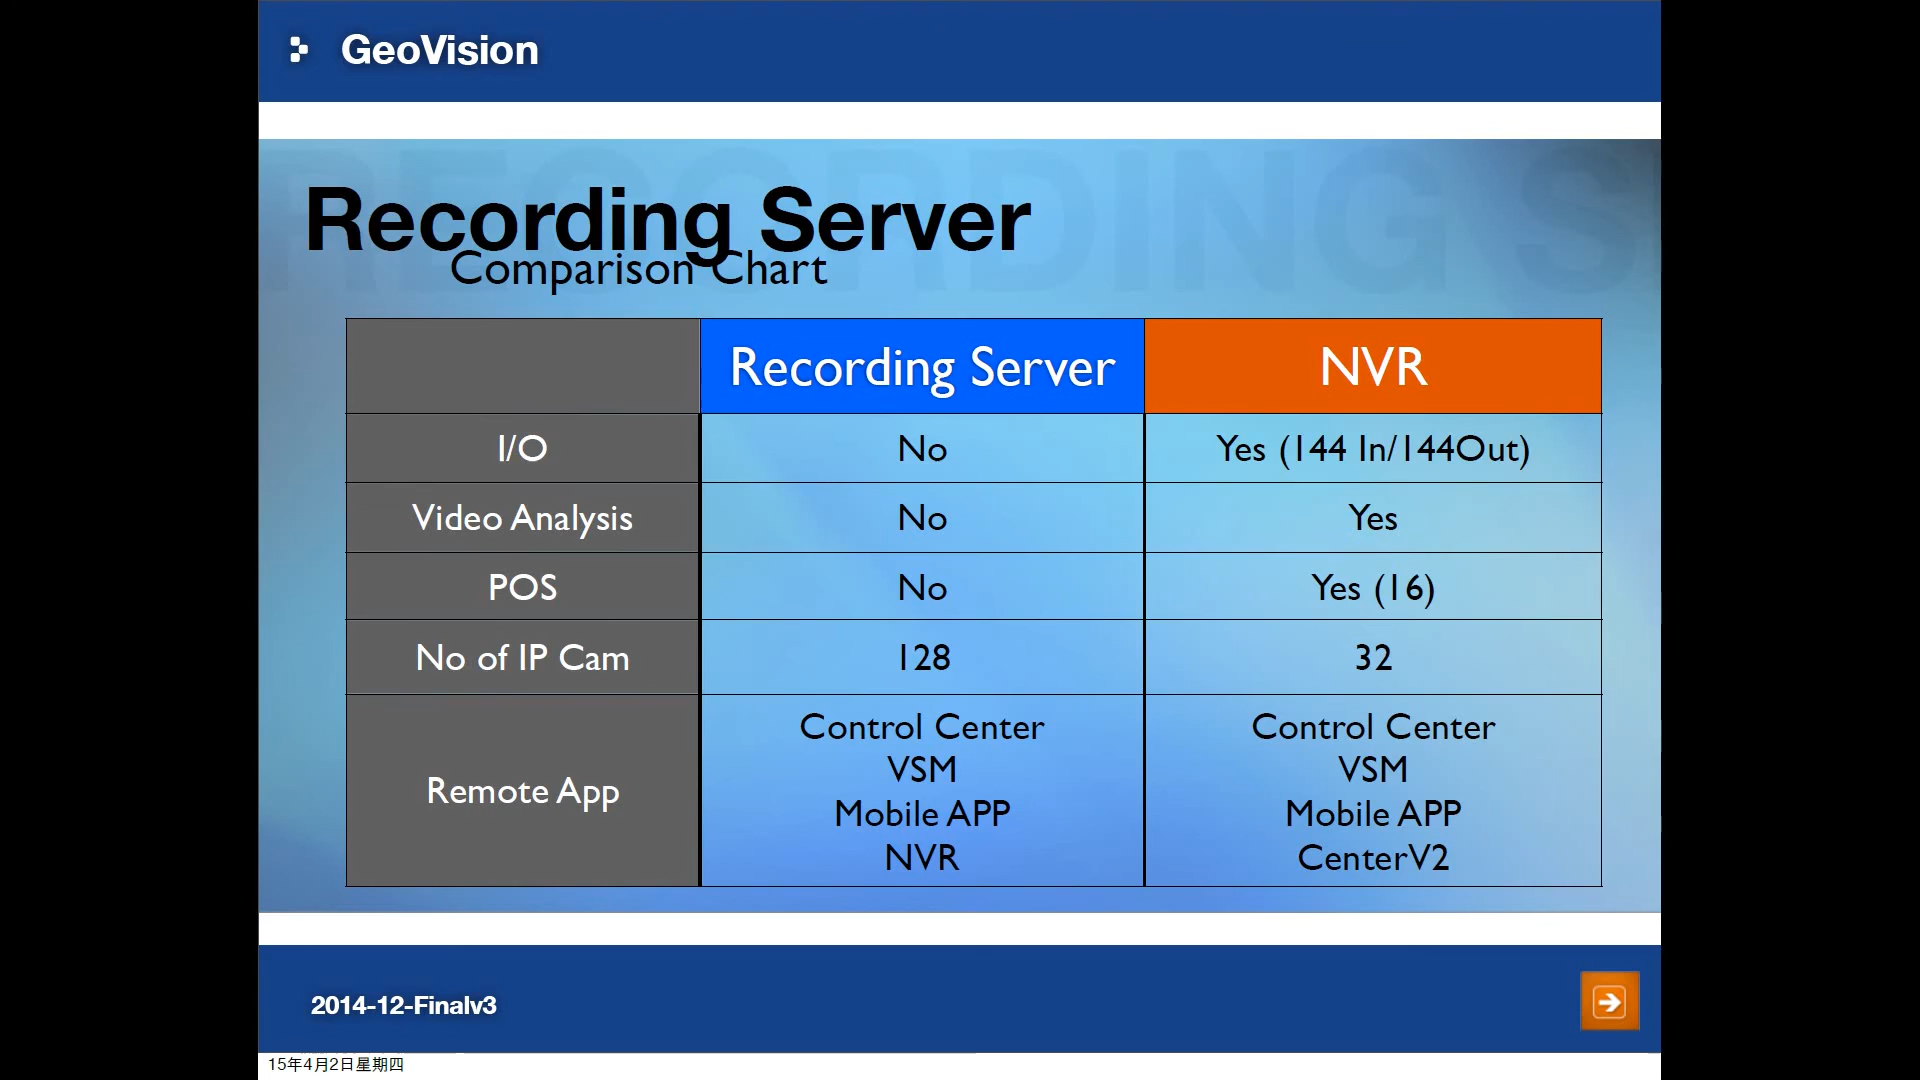 GeoVision
RECORDING S
Recording Server
Comparison Chart
Recording Server NVR
I/O No Yes (144 In/144Out)
Video Analysis No Yes
POS No Yes (16)
No of IP Cam 128 32
Remote App
Control Center
VSM
Mobile APP
NVR
Control Center
VSM
Mobile APP
CenterV2
2014-12-Finalv3
15年4月2日星期四